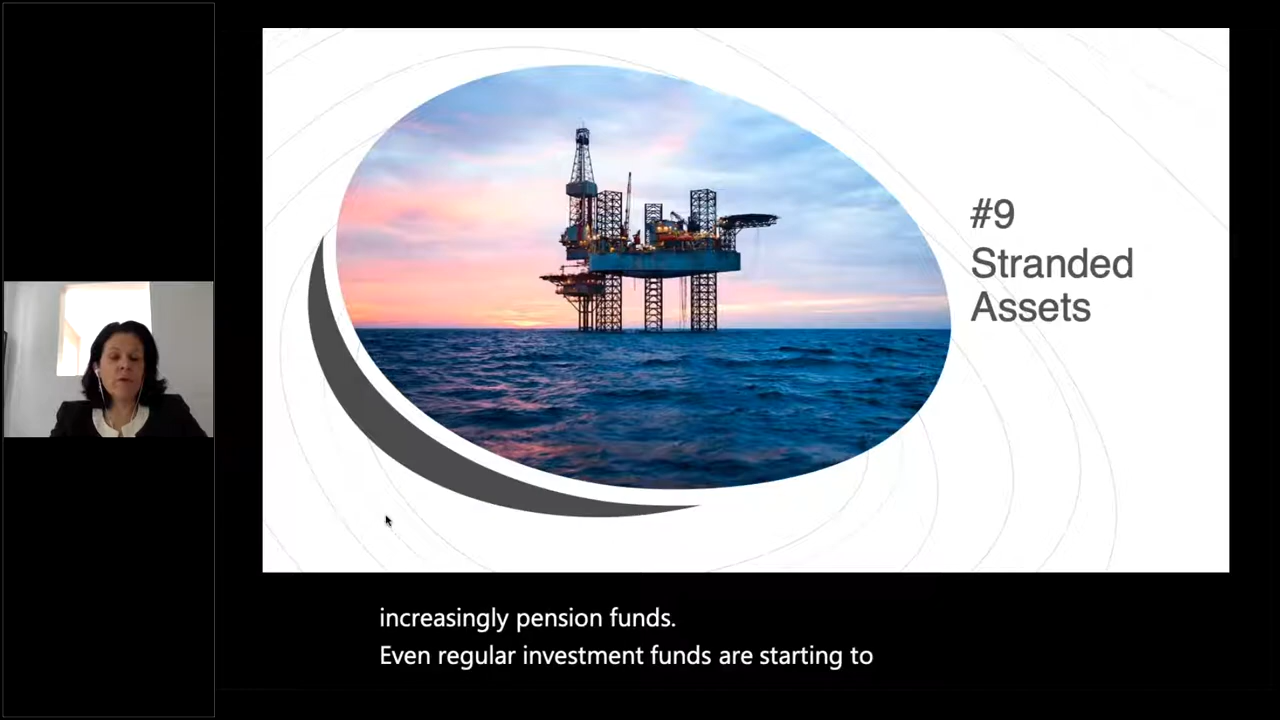 #9
Stranded
Assets
increasingly pension funds.
Even regular investment funds are starting to